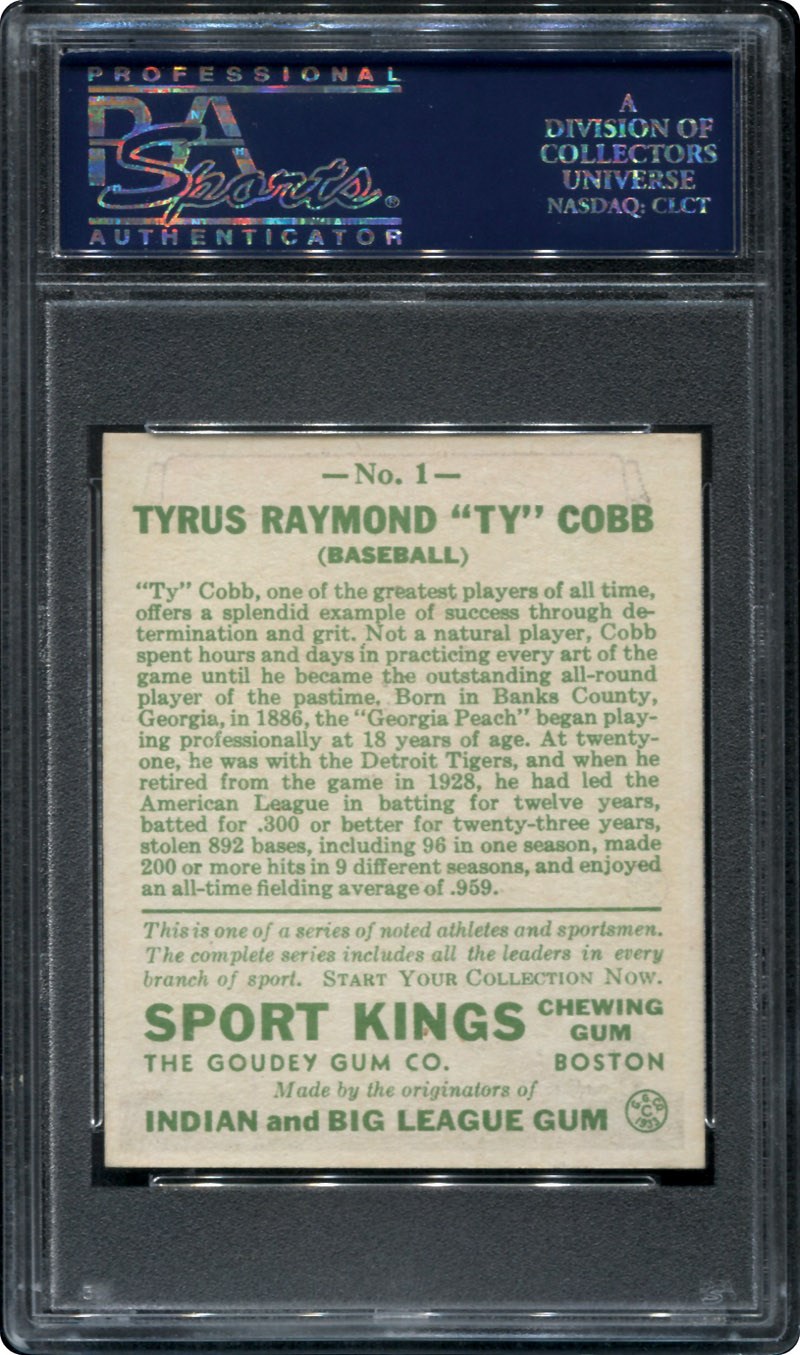 PROFESSIONAL
PSA
Sports®
AUTHENTICATOR
A
DIVISION OF
COLLECTORS
UNIVERSE
NASDAQ: CLCT
—No. 1—
TYRUS RAYMOND "TY" COBB
(BASEBALL)
"Ty" Cobb, one of the greatest players of all time,
offers a splendid example of success through de-
termination and grit. Not a natural player, Cobb
spent hours and days in practicing every art of the
game until he became the outstanding all-round
player of the pastime. Born in Banks County,
Georgia, in 1886, the "Georgia Peach" began play-
ing professionally at 18 years of age. At twenty-
one, he was with the Detroit Tigers, and when he
retired from the game in 1928, he had led the
American League in batting for twelve years,
batted for .300 or better for twenty-three years,
stolen 892 bases, including 96 in one season, made
200 or more hits in 9 different seasons, and enjoyed
an all-time fielding average of .959.
This is one of a series of noted athletes and sportsmen.
The complete series includes all the leaders in every
branch of sport. START YOUR COLLECTION NOW.
SPORT KINGS CHEWING GUM
THE GOUDEY GUM CO. BOSTON
Made by the originators of
INDIAN and BIG LEAGUE GUM
G. G. Co.
C
1933